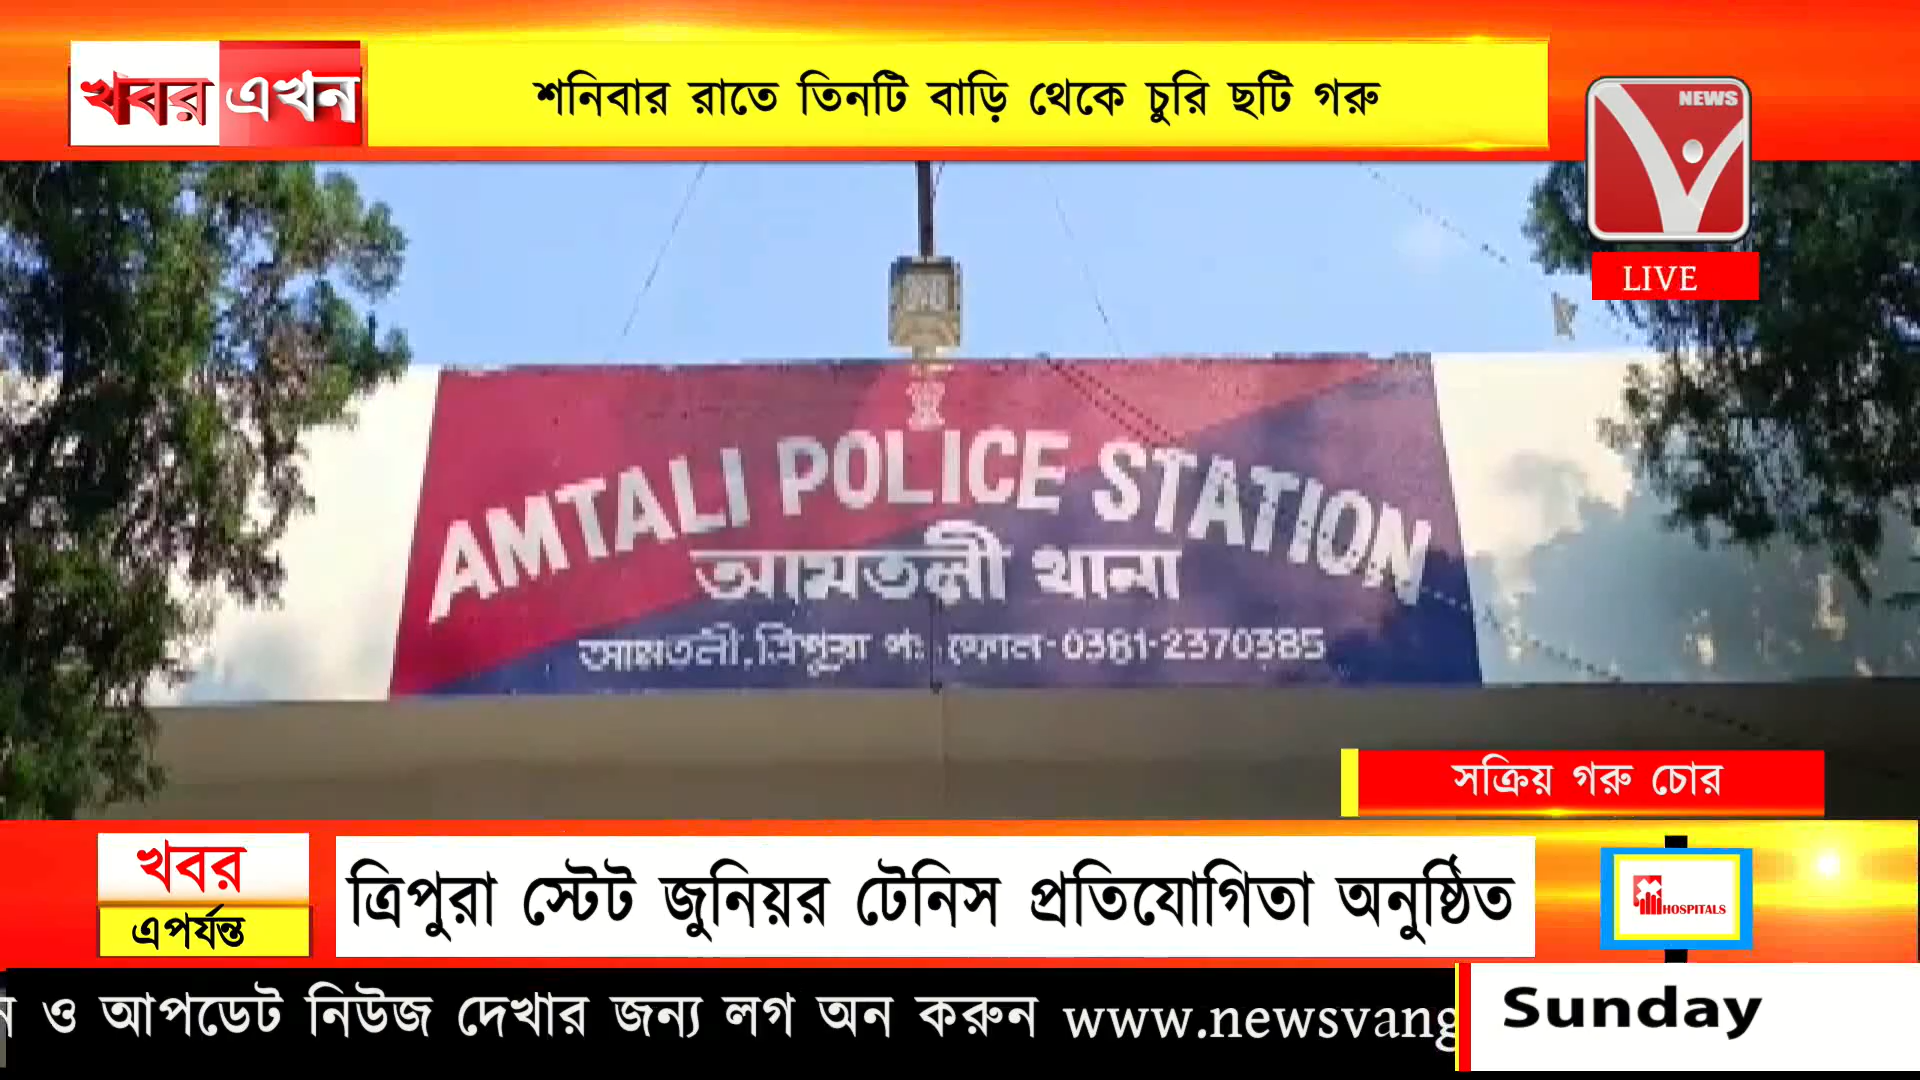 খবর এখন
শনিবার রাতে তিনটি বাড়ি থেকে চুরি ছটি গরু
NEWS
LIVE
AMTALI POLICE STATION
আমতলী থানা
আমতলী, ত্রিপুরা পঃ ফোন-0381-2370385
সক্রিয় গরু চোর
খবর
এপর্যন্ত
ত্রিপুরা স্টেট জুনিয়র টেনিস প্রতিযোগিতা অনুষ্ঠিত
HOSPITALS
ও আপডেট নিউজ দেখার জন্য লগ অন করুন www.newsvang
Sunday